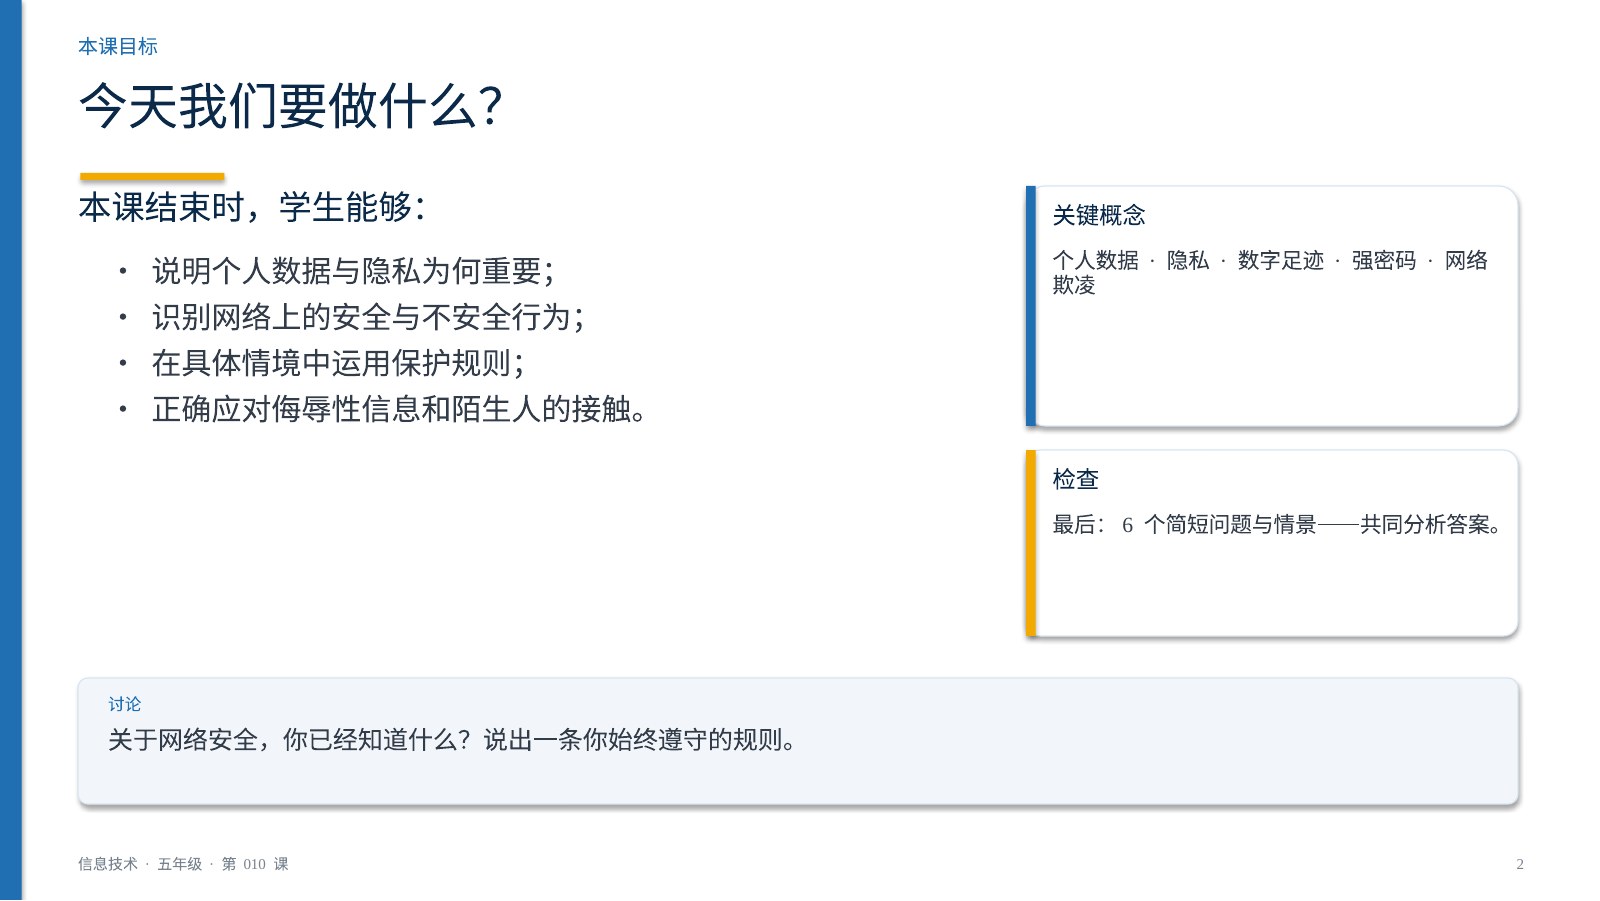 本课目标
今天我们要做什么？
本课结束时，学生能够：
• 说明个人数据与隐私为何重要；
• 识别网络上的安全与不安全行为；
• 在具体情境中运用保护规则；
• 正确应对侮辱性信息和陌生人的接触。
关键概念
个人数据 · 隐私 · 数字足迹 · 强密码 · 网络
欺凌
检查
最后： 6 个简短问题与情景——共同分析答案。
讨论
关于网络安全，你已经知道什么？说出一条你始终遵守的规则。
信息技术 · 五年级 · 第 010 课
2